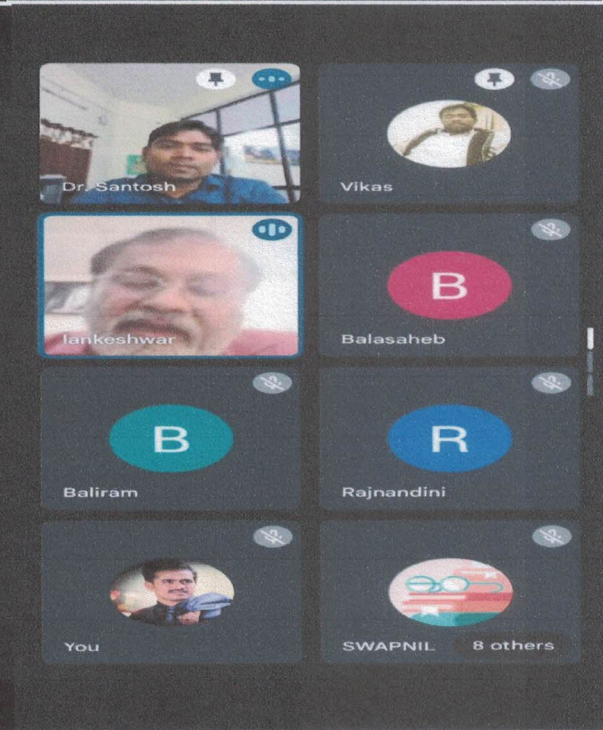 Dr. Santosh
Vikas
lankeshwar
B
Balasaheb
B
Baliram
R
Rajnandini
You
SWAPNIL
8 others